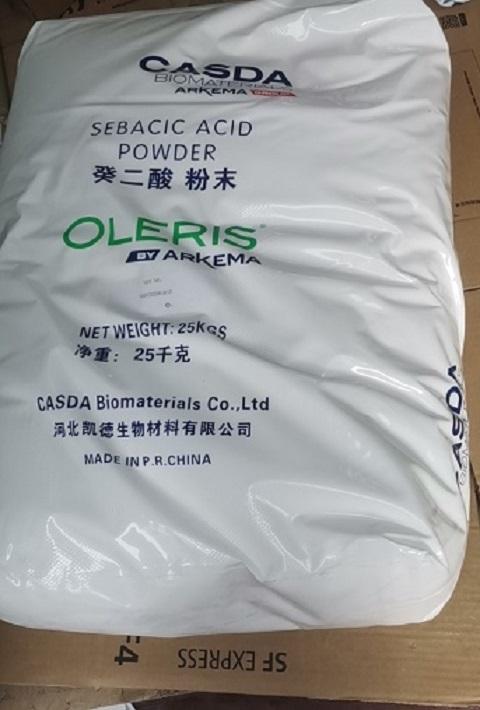 CASDA
BIOMATERIALS
ARKEMA GROUP
SEBACIC ACID
POWDER
癸二酸 粉末
OLERIS®
BY ARKEMA
NET WEIGHT: 25KGS
净重: 25千克
CASDA Biomaterials Co.,Ltd
河北凯德生物材料有限公司
MADE IN P.R.CHINA
CASDA
SF EXPRESS